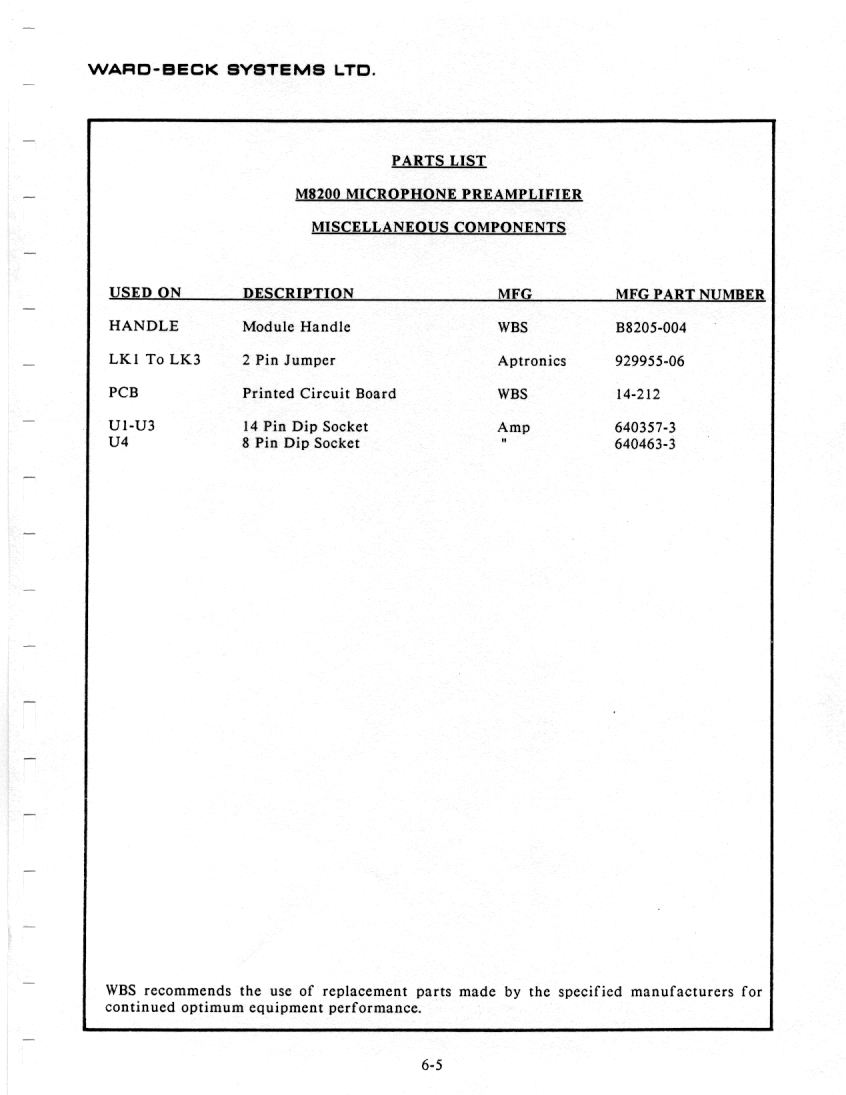 WARD-BECK SYSTEMS LTD.
PARTS LIST
M8200 MICROPHONE PREAMPLIFIER
MISCELLANEOUS COMPONENTS
USED ON DESCRIPTION MFG MFG PART NUMBER
HANDLE Module Handle WBS B8205-004
LK1 To LK3 2 Pin Jumper Aptronics 929955-06
PCB Printed Circuit Board WBS 14-212
U1-U3 14 Pin Dip Socket Amp 640357-3
U4 8 Pin Dip Socket " 640463-3
WBS recommends the use of replacement parts made by the specified manufacturers for
continued optimum equipment performance.
6-5